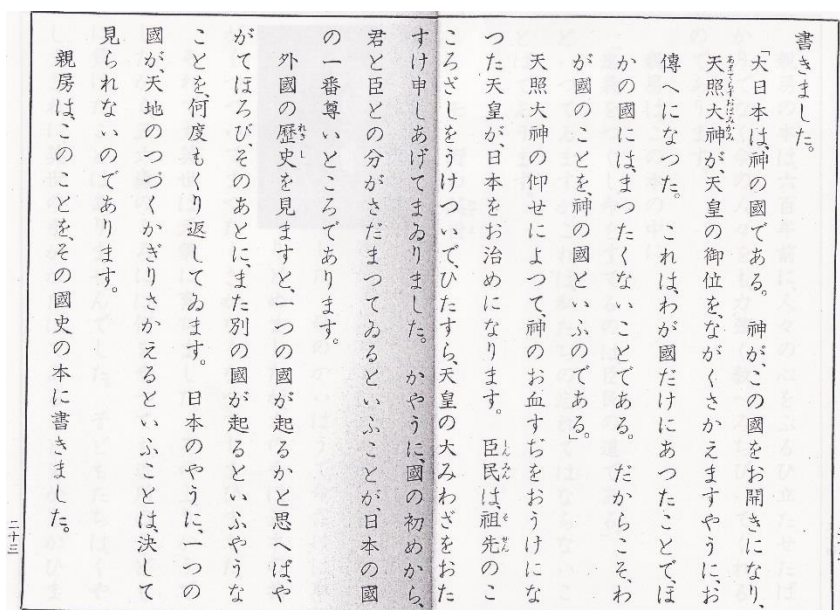 書きました。
「大日本は、神の國である。　神が、この國をお開きになり、
天照大神が、天皇の御位を、ながくさかえますやうに、お
傳へになつた。　これは、わが國だけにあつたことで、ほ
かの國には、まつたくないことである。　だからこそ、わ
が國のことを、神の國といふのである。」
天照大神の仰せによつて、神のお血すぢをおうけにな
つた天皇が、日本をお治めになります。　臣民は、祖先のこ
ころざしをうけついで、ひたすら、天皇の大みわざをおた
すけ申しあげてまゐりました。　かやうに、國の初めから、
君と臣との分がさだまつてゐるといふことが、日本の國
の一番尊いところであります。
外國の歷史を見ますと、一つの國が起るかと思へば、や
がてほろび、そのあとに、また別の國が起るといふやうな
ことを、何度もくり返してゐます。　日本のやうに、一つの
國が天地のつづくかぎりさかえるといふことは、決して
見られないのであります。
親房は、このことを、その國史の本に書きました。
二十三